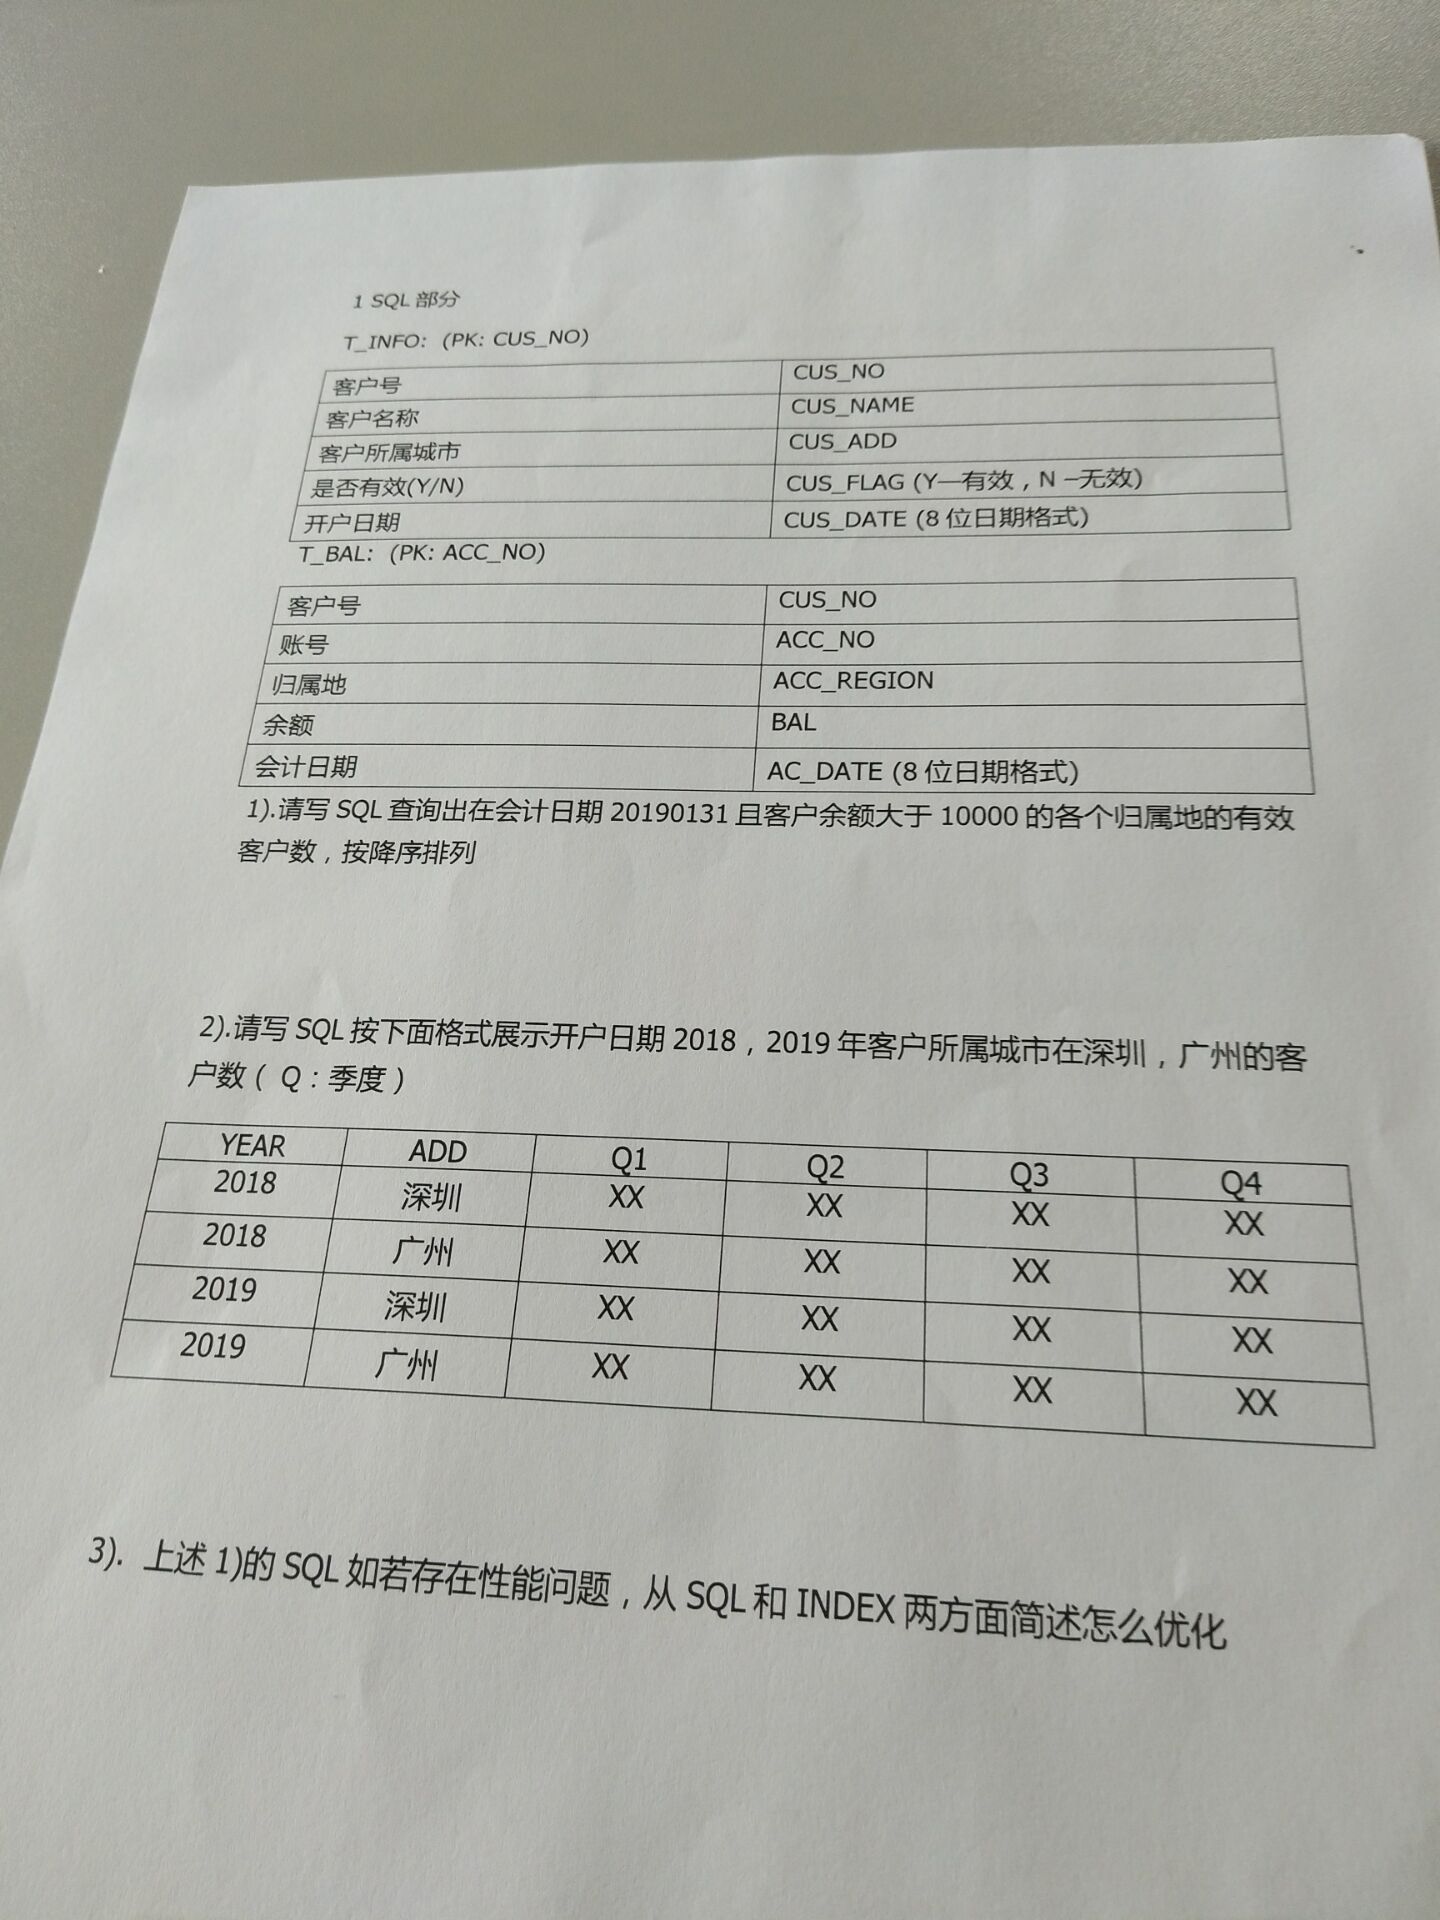 1 SQL 部分
T_INFO: (PK: CUS_NO)
客户号 CUS_NO
客户名称 CUS_NAME
客户所属城市 CUS_ADD
是否有效(Y/N) CUS_FLAG (Y—有效，N –无效)
开户日期 CUS_DATE (8 位日期格式)
T_BAL: (PK: ACC_NO)
客户号 CUS_NO
账号 ACC_NO
归属地 ACC_REGION
余额 BAL
会计日期 AC_DATE (8 位日期格式)
1).请写 SQL 查询出在会计日期 20190131 且客户余额大于 10000 的各个归属地的有效
客户数，按降序排列
2).请写 SQL 按下面格式展示开户日期 2018，2019 年客户所属城市在深圳，广州的客
户数（ Q：季度）
YEAR ADD Q1 Q2 Q3 Q4
2018 深圳 XX XX XX XX
2018 广州 XX XX XX XX
2019 深圳 XX XX XX XX
2019 广州 XX XX XX XX
3). 上述 1)的 SQL 如若存在性能问题，从 SQL 和 INDEX 两方面简述怎么优化